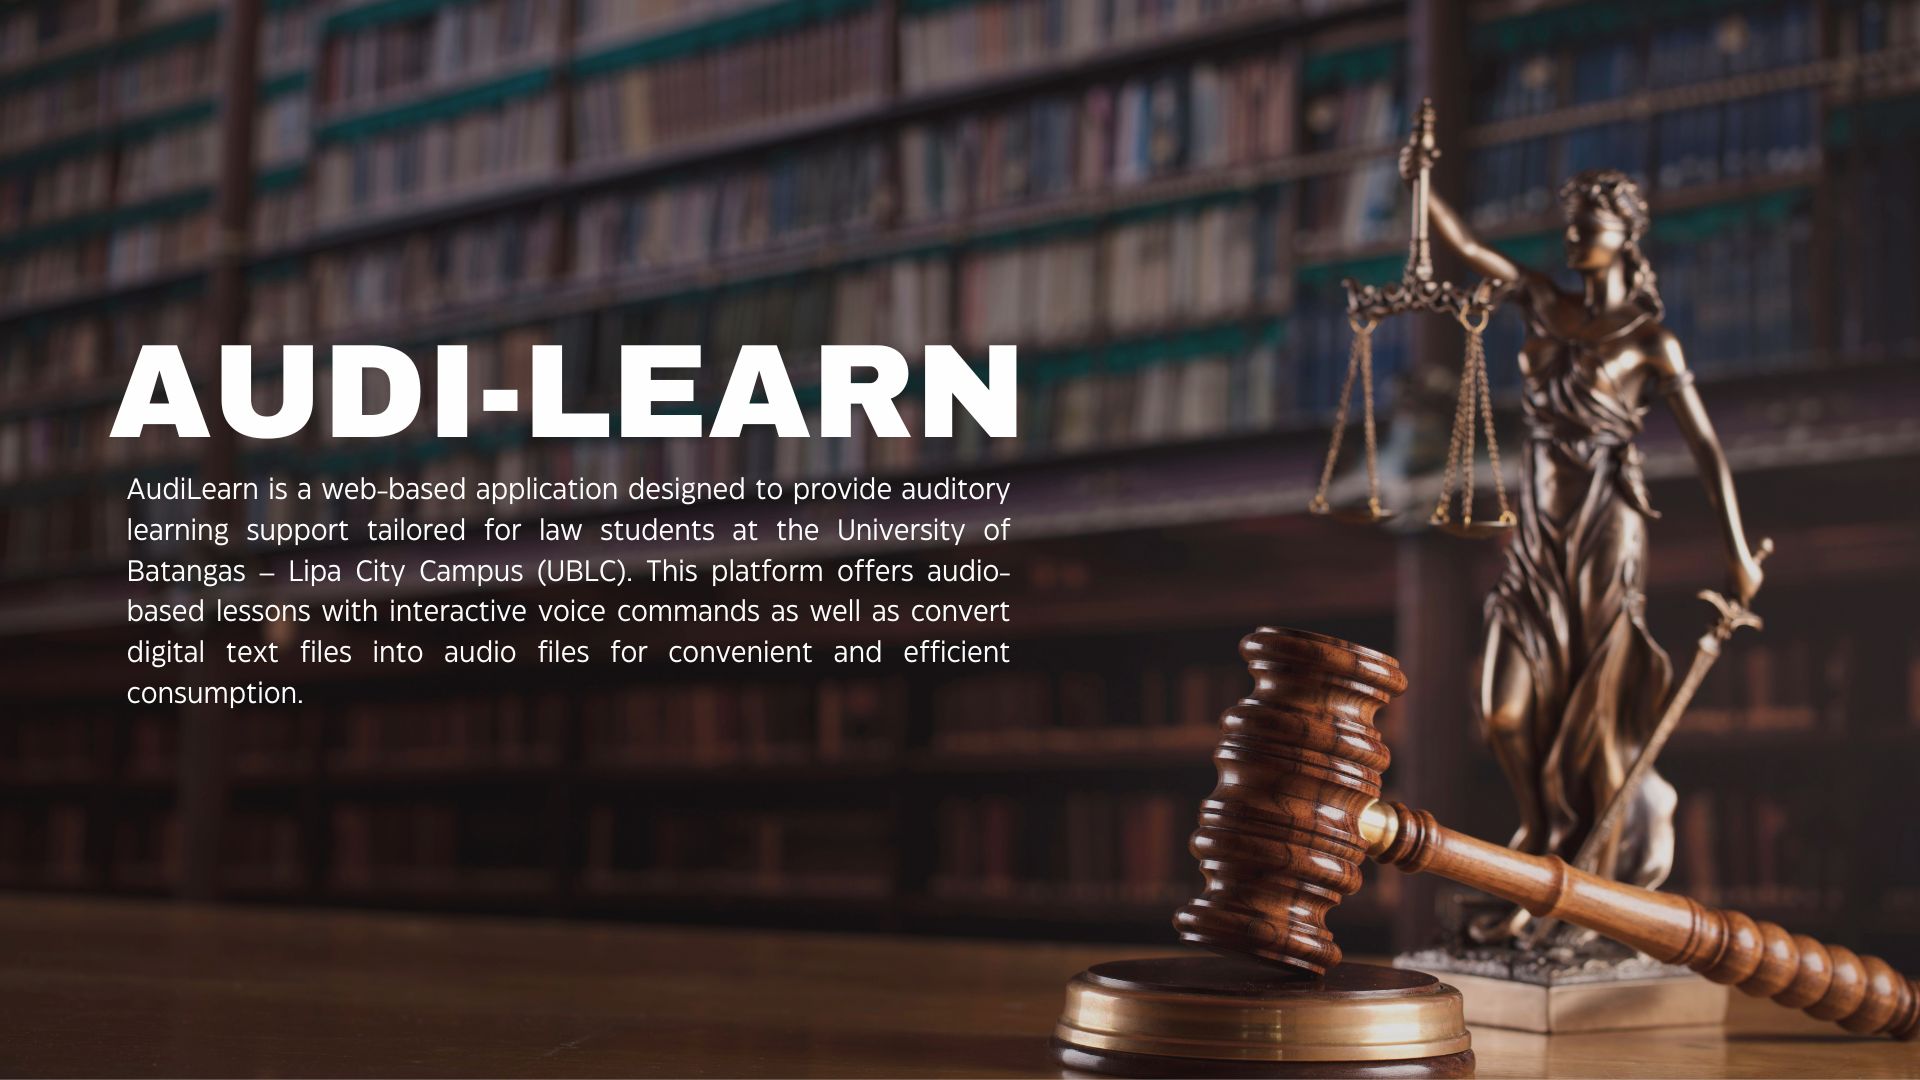 AUDI-LEARN
AudiLearn is a web-based application designed to provide auditory
learning support tailored for law students at the University of
Batangas – Lipa City Campus (UBLC). This platform offers audio-
based lessons with interactive voice commands as well as convert
digital text files into audio files for convenient and efficient
consumption.